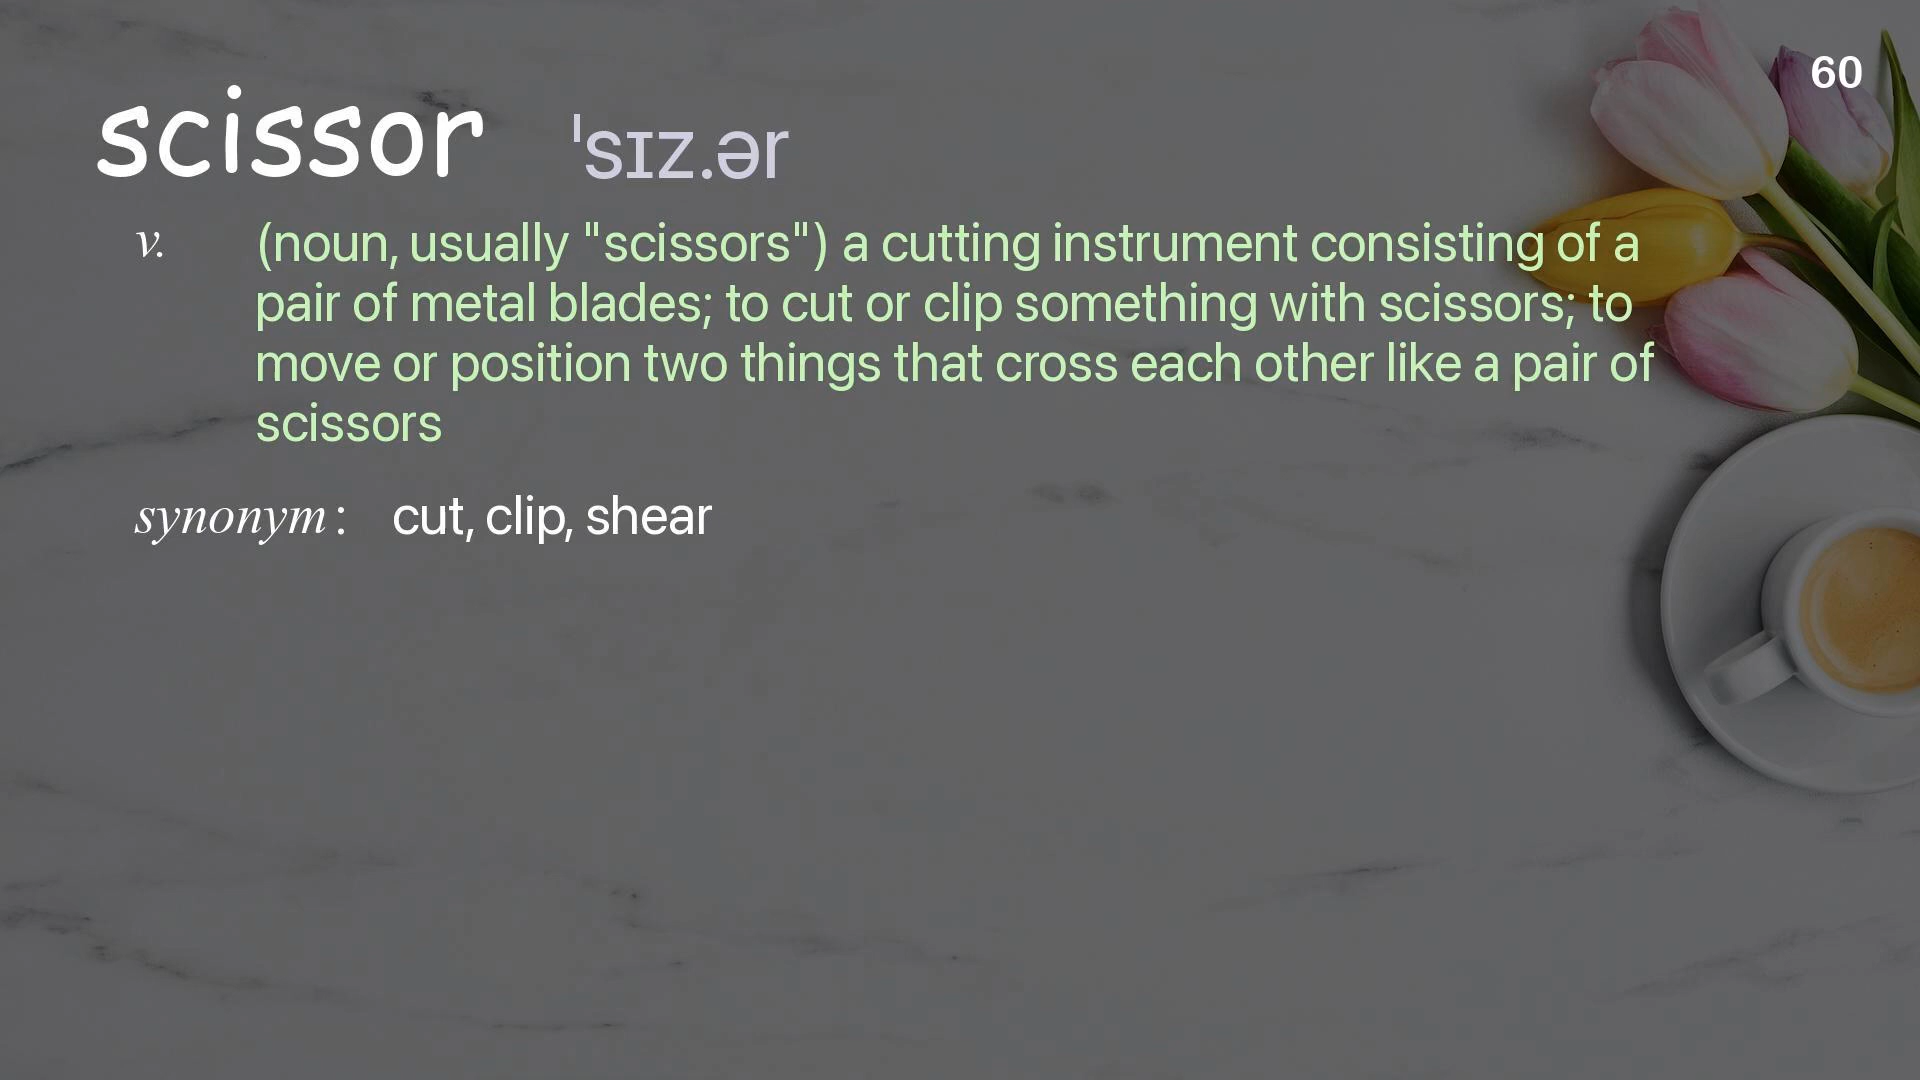 60
scissor ˈsɪz.ər
v. (noun, usually "scissors") a cutting instrument consisting of a
pair of metal blades; to cut or clip something with scissors; to
move or position two things that cross each other like a pair of
scissors
synonym: cut, clip, shear